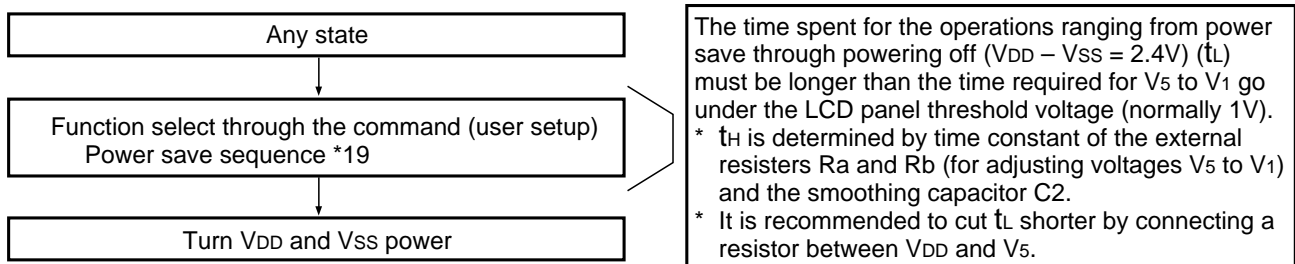 Any state
Function select through the command (user setup)
Power save sequence *19
Turn VDD and VSS power
The time spent for the operations ranging from power
save through powering off (VDD – VSS = 2.4V) (tL)
must be longer than the time required for V5 to V1 go
under the LCD panel threshold voltage (normally 1V).
* tH is determined by time constant of the external
resisters Ra and Rb (for adjusting voltages V5 to V1)
and the smoothing capacitor C2.
* It is recommended to cut tL shorter by connecting a
resistor between VDD and V5.